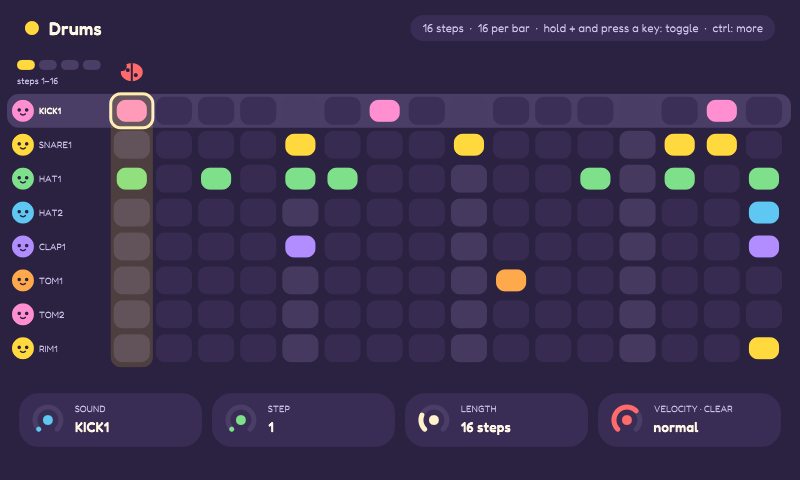 Drums
16 steps · 16 per bar · hold + and press a key: toggle · ctrl: more
steps 1–16
KICK1
SNARE1
HAT1
HAT2
CLAP1
TOM1
TOM2
RIM1
SOUND
KICK1
STEP
1
LENGTH
16 steps
VELOCITY · CLEAR
normal